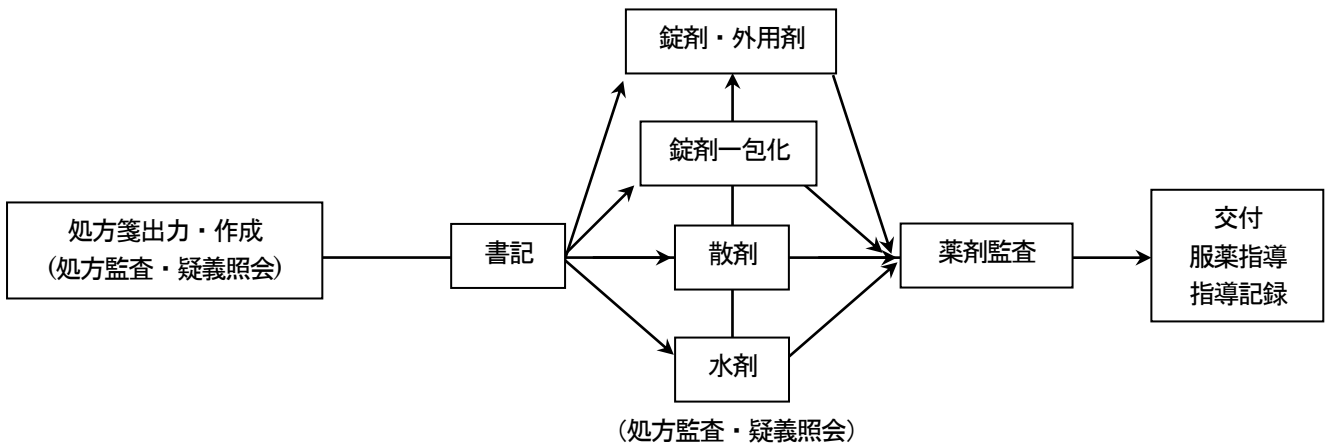 錠剤・外用剤
錠剤一包化
処方箋出力・作成
(処方監査・疑義照会)
書記
散剤
薬剤監査
交付
服薬指導
指導記録
水剤
(処方監査・疑義照会)